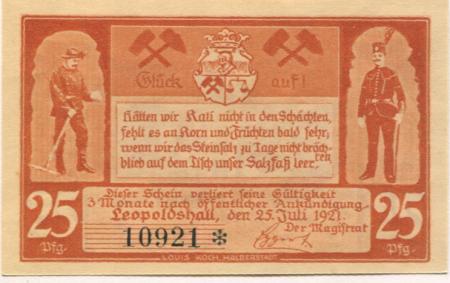 Glück auf!
Hätten wir Kali nicht in den Schächten,
fehlt es an Korn und Früchten bald sehr,
wenn wir das Steinsalz zu Tage nicht bräch-
ten
blieb auf dem Tisch unser Salzfaß leer.
Dieser Schein verliert seine Gültigkeit
3 Monate nach öffentlicher Ankündigung
Leopoldshall, den 25. Juli 1921.
Der Magistrat
25 Pfg.
10921 *
25 Pfg.
LOUIS KOCH, HALBERSTADT